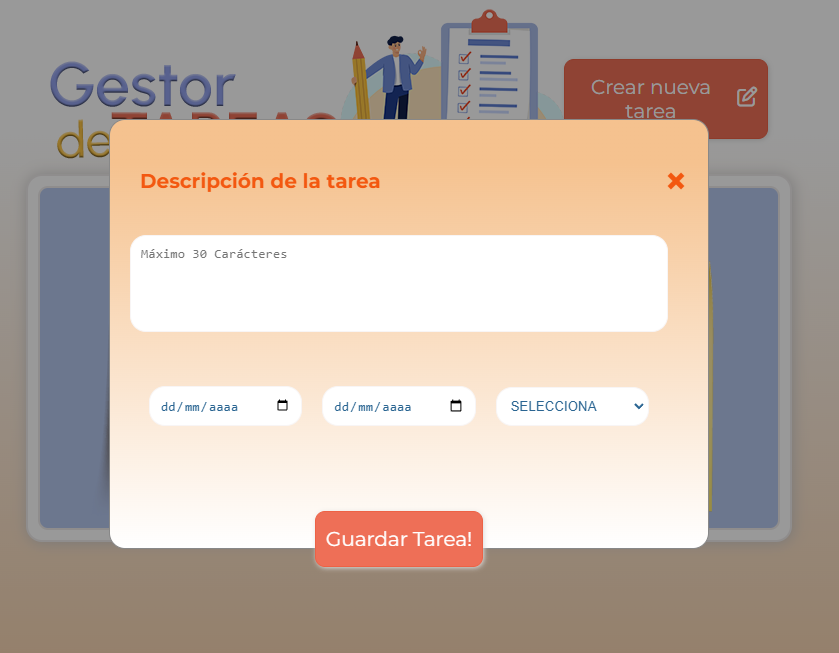 Gestor
de TAREAS
Crear nueva
tarea
Descripción de la tarea
Máximo 30 Carácteres
dd/mm/aaaa
dd/mm/aaaa
SELECCIONA
Guardar Tarea!